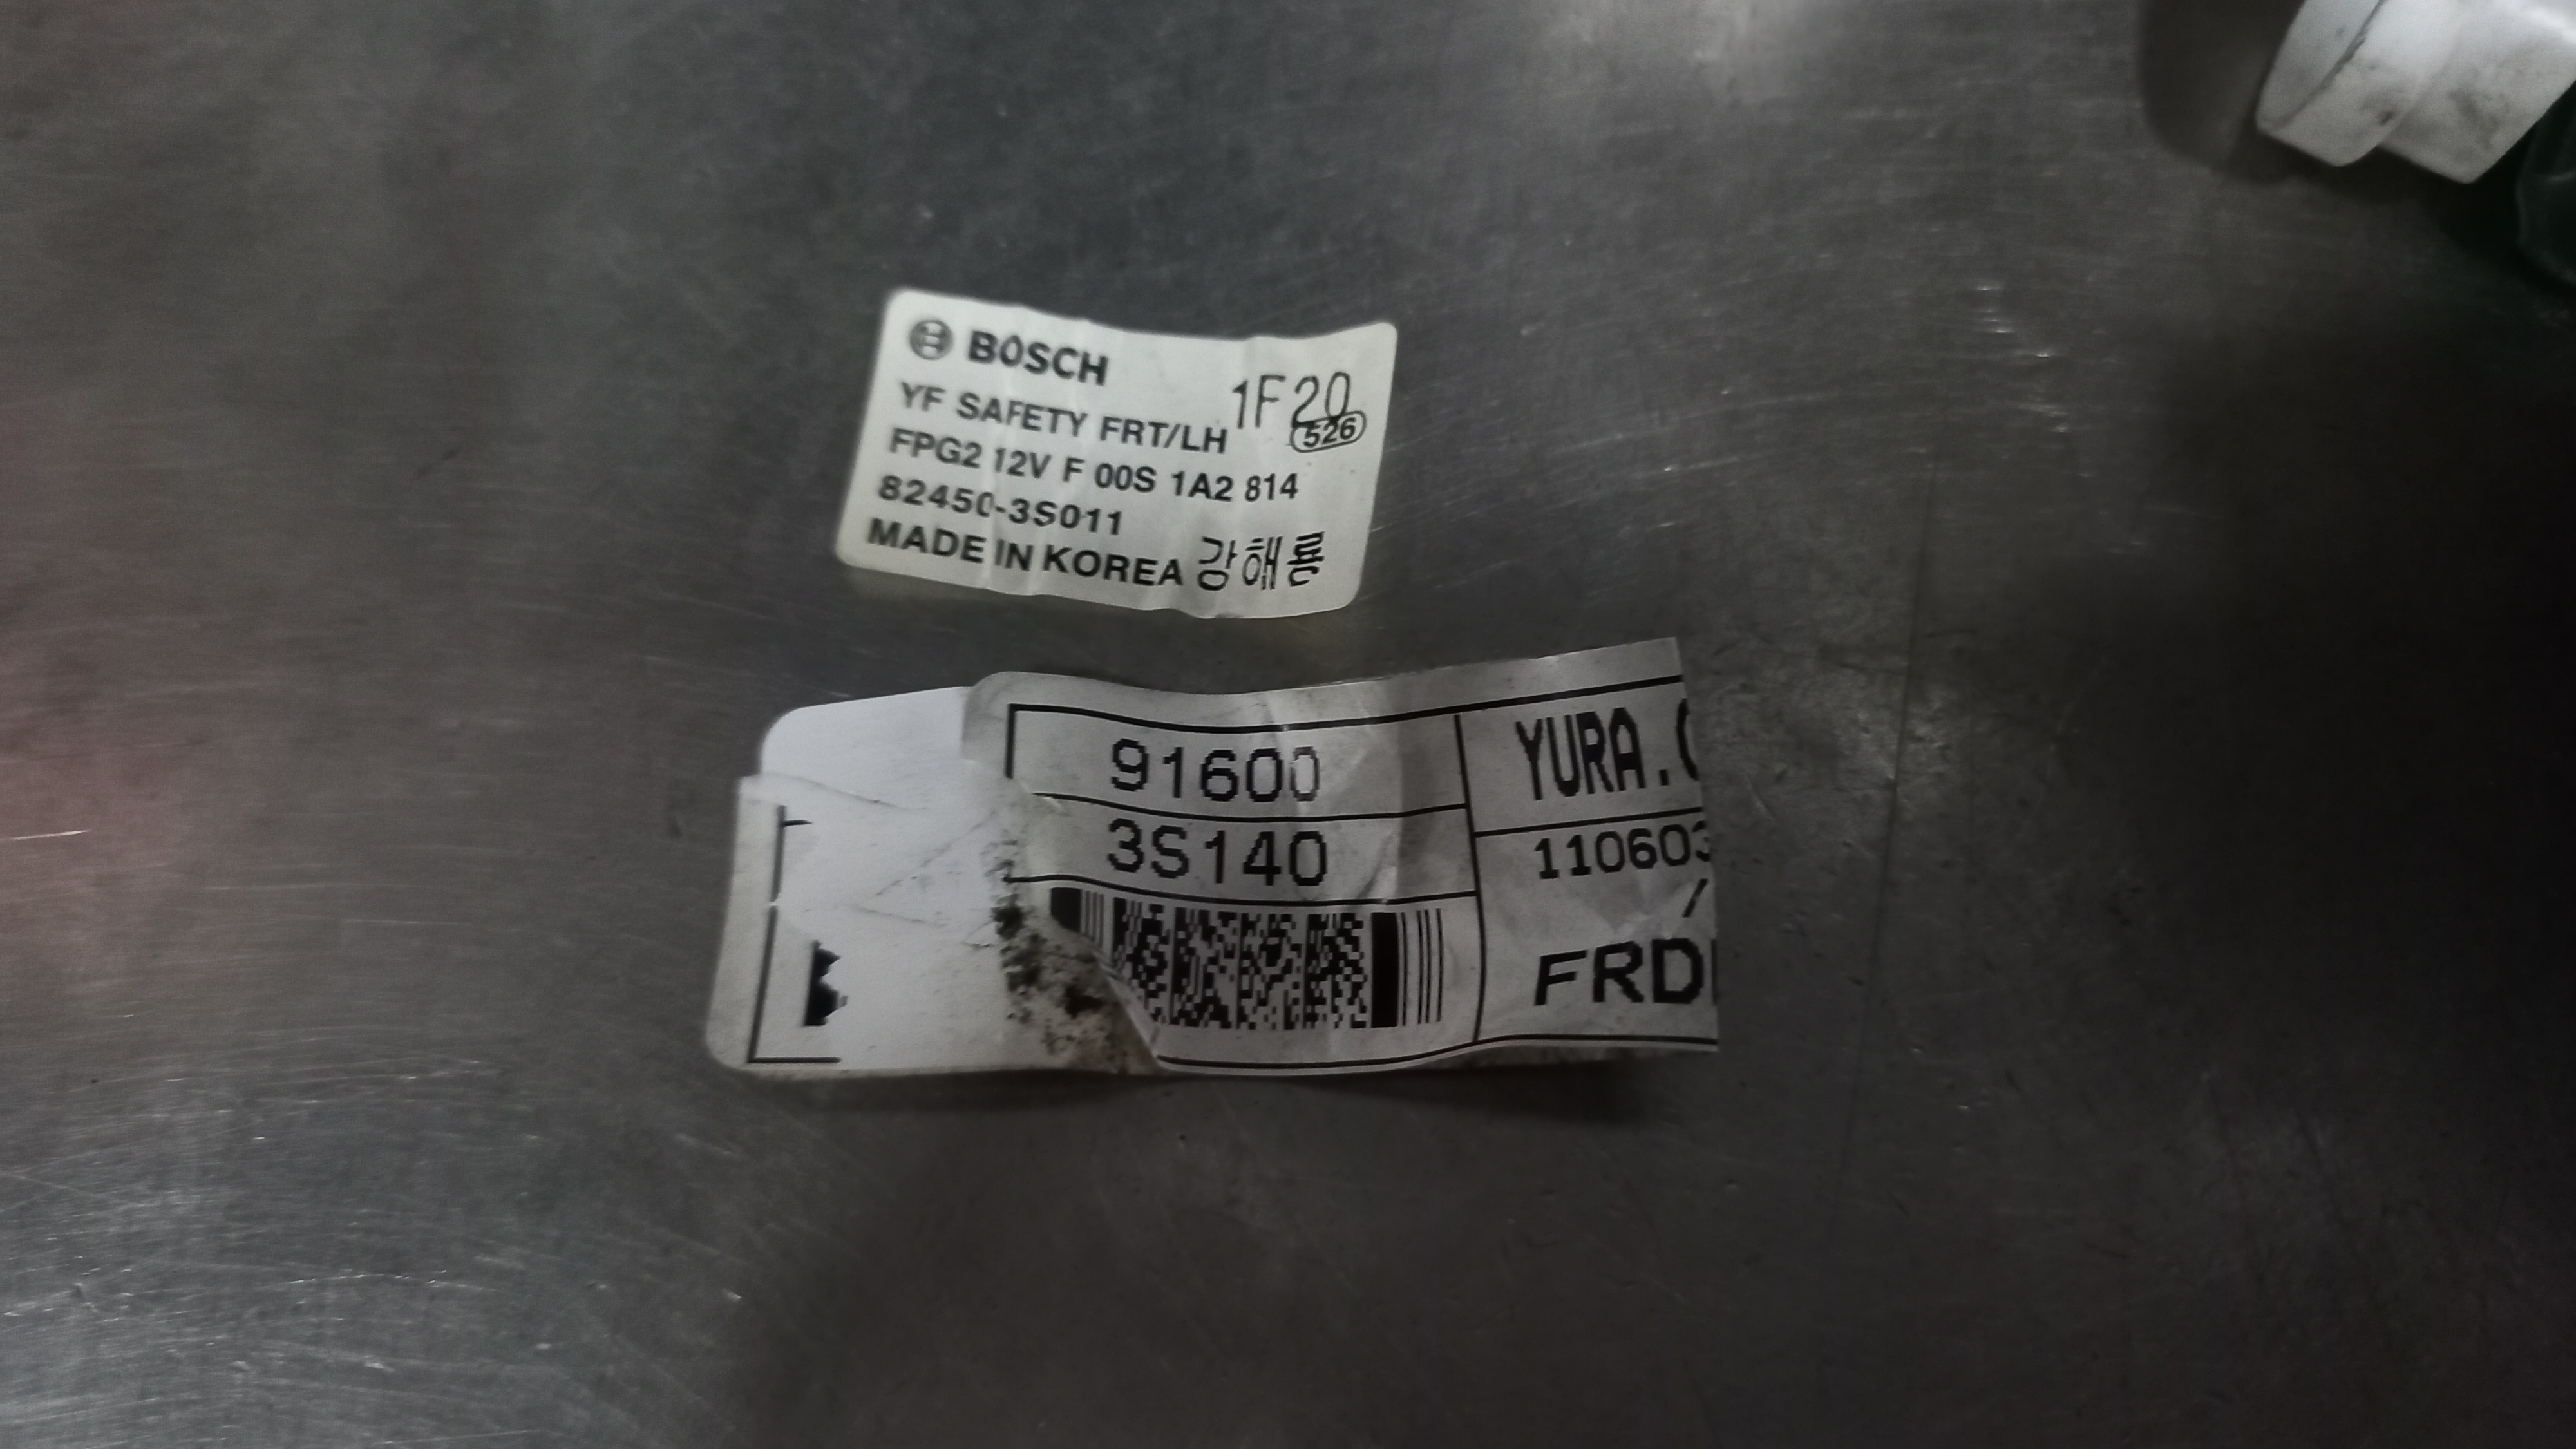 BOSCH
1F20
YF SAFETY FRT/LH
526
FPG2 12V F 00S 1A2 814
82450-3S011
MADE IN KOREA 강해룡
91600
YURA.
3S140
110603
FRD